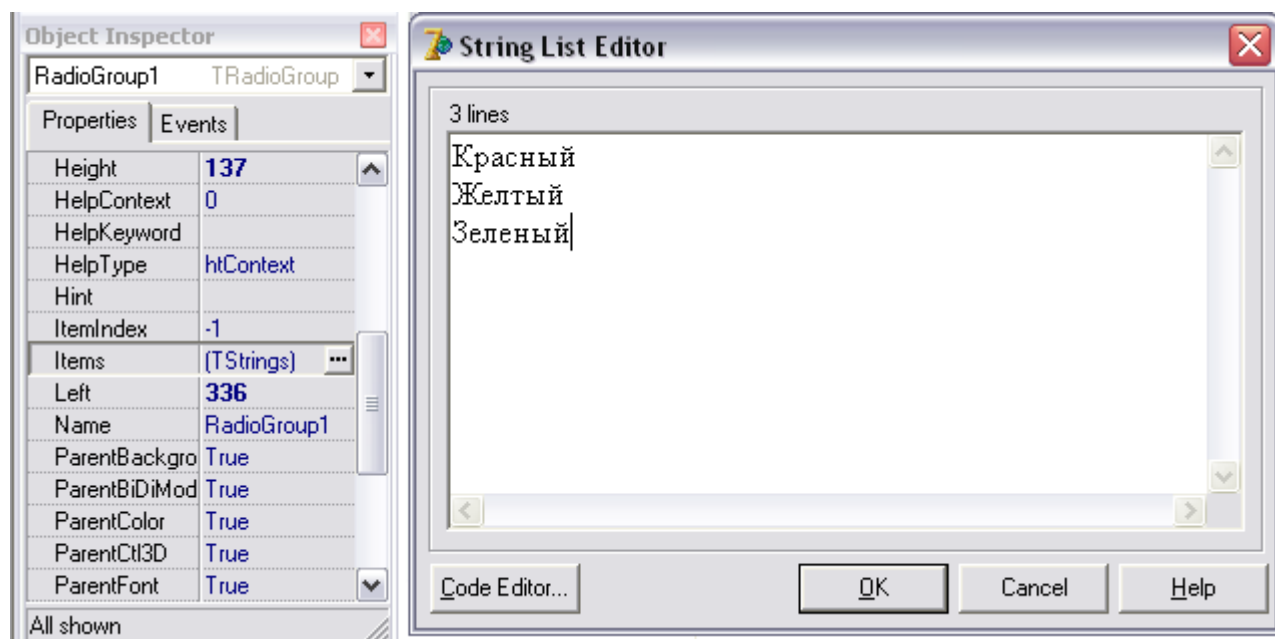 Object Inspector
RadioGroup1 TRadioGroup
Properties Events
Height 137
HelpContext 0
HelpKeyword
HelpType htContext
Hint
ItemIndex -1
Items (TStrings) ...
Left 336
Name RadioGroup1
ParentBackgro True
ParentBiDiMod True
ParentColor True
ParentCtl3D True
ParentFont True
All shown
String List Editor
3 lines
Красный
Желтый
Зеленый
Code Editor... OK Cancel Help